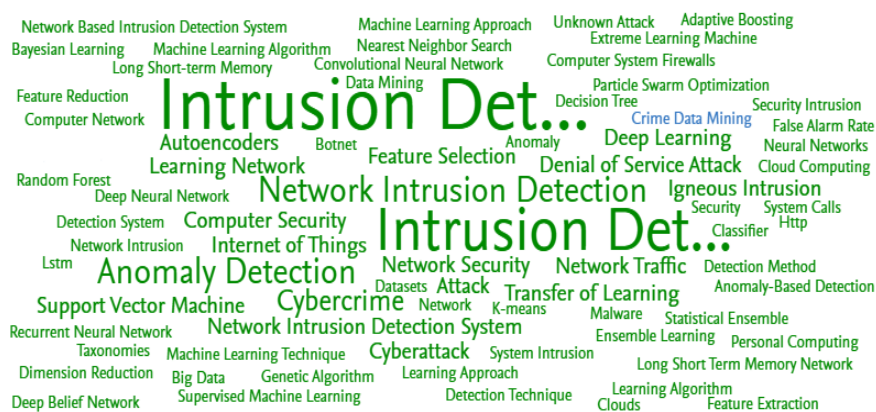 Network Based Intrusion Detection System Machine Learning Approach Unknown Attack Adaptive Boosting
Bayesian Learning Machine Learning Algorithm Nearest Neighbor Search Extreme Learning Machine
Long Short-term Memory Convolutional Neural Network Computer System Firewalls
Feature Reduction Intrusion Det... Data Mining Decision Tree Particle Swarm Optimization Security Intrusion
Computer Network Crime Data Mining False Alarm Rate
Autoencoders Botnet Anomaly Deep Learning Neural Networks
Learning Network Feature Selection Denial of Service Attack Cloud Computing
Random Forest Deep Neural Network Network Intrusion Detection Igneous Intrusion
Detection System Computer Security Intrusion Det... Security System Calls
Network Intrusion Internet of Things Classifier Http
Lstm Anomaly Detection Network Security Network Traffic Detection Method
Datasets Attack Transfer of Learning Anomaly-Based Detection
Support Vector Machine Cybercrime Network K-means Malware Statistical Ensemble
Recurrent Neural Network Network Intrusion Detection System Ensemble Learning Personal Computing
Taxonomies Machine Learning Technique Cyberattack System Intrusion Long Short Term Memory Network
Dimension Reduction Big Data Genetic Algorithm Learning Approach Learning Algorithm
Deep Belief Network Supervised Machine Learning Detection Technique Clouds Feature Extraction